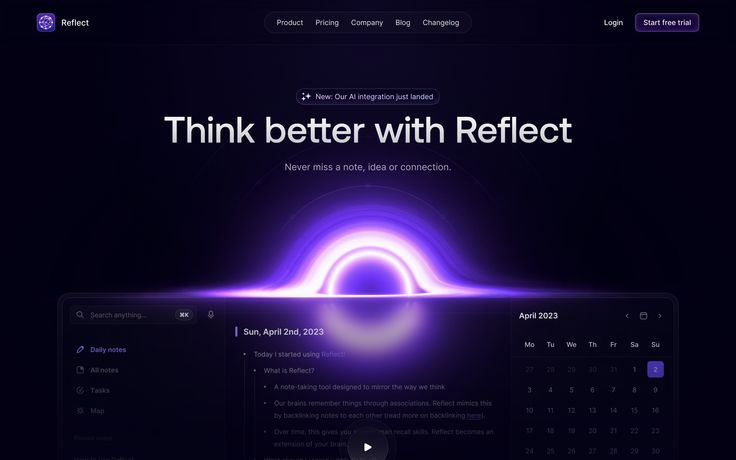 Reflect
Product Pricing Company Blog Changelog
Login
Start free trial
New: Our AI integration just landed
Think better with Reflect
Never miss a note, idea or connection.
Search anything...
⌘K
Daily notes
All notes
Tasks
Map
Pinned notes
Sun, April 2nd, 2023
Today I started using Reflect!
What is Reflect?
A note-taking tool designed to mirror the way we think
Our brains remember things through associations. Reflect mimics this
by backlinking notes to each other (read more on backlinking here).
Over time, this gives you human recall skills. Reflect becomes an
extension of your brain.
April 2023
Mo Tu We Th Fr Sa Su
27 28 29 30 31 1 2
3 4 5 6 7 8 9
10 11 12 13 14 15 16
17 18 19 20 21 22 23
24 25 26 27 28 29 30